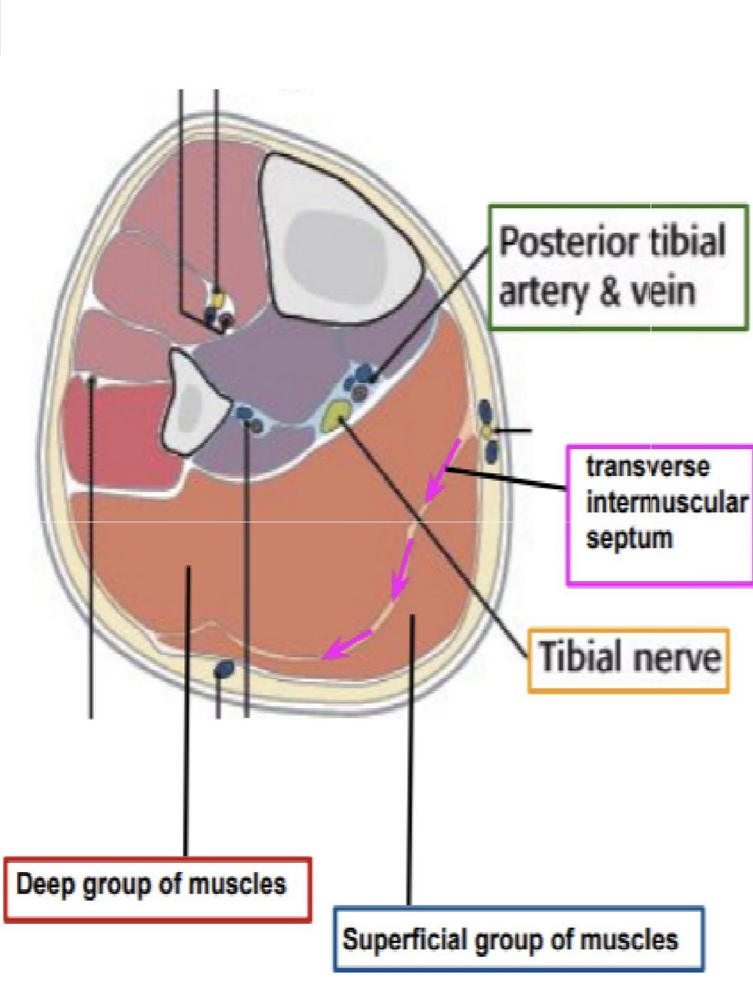 Posterior tibial
artery & vein
transverse
intermuscular
septum
Tibial nerve
Deep group of muscles
Superficial group of muscles